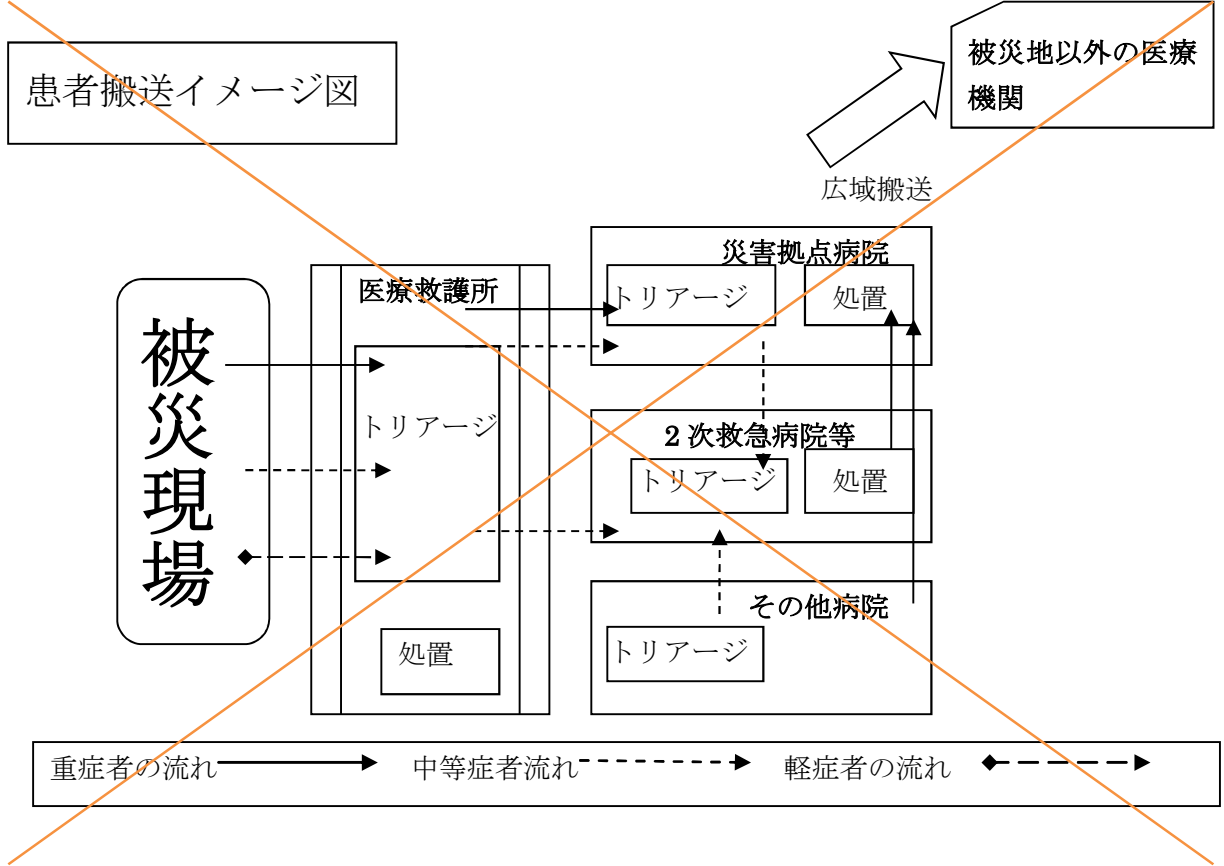 患者搬送イメージ図
被災地以外の医療
機関
広域搬送
災害拠点病院
トリアージ
処置
医療救護所
トリアージ
処置
被災現場
2次救急病院等
トリアージ
処置
その他病院
トリアージ
重症者の流れ
中等症者流れ
軽症者の流れ